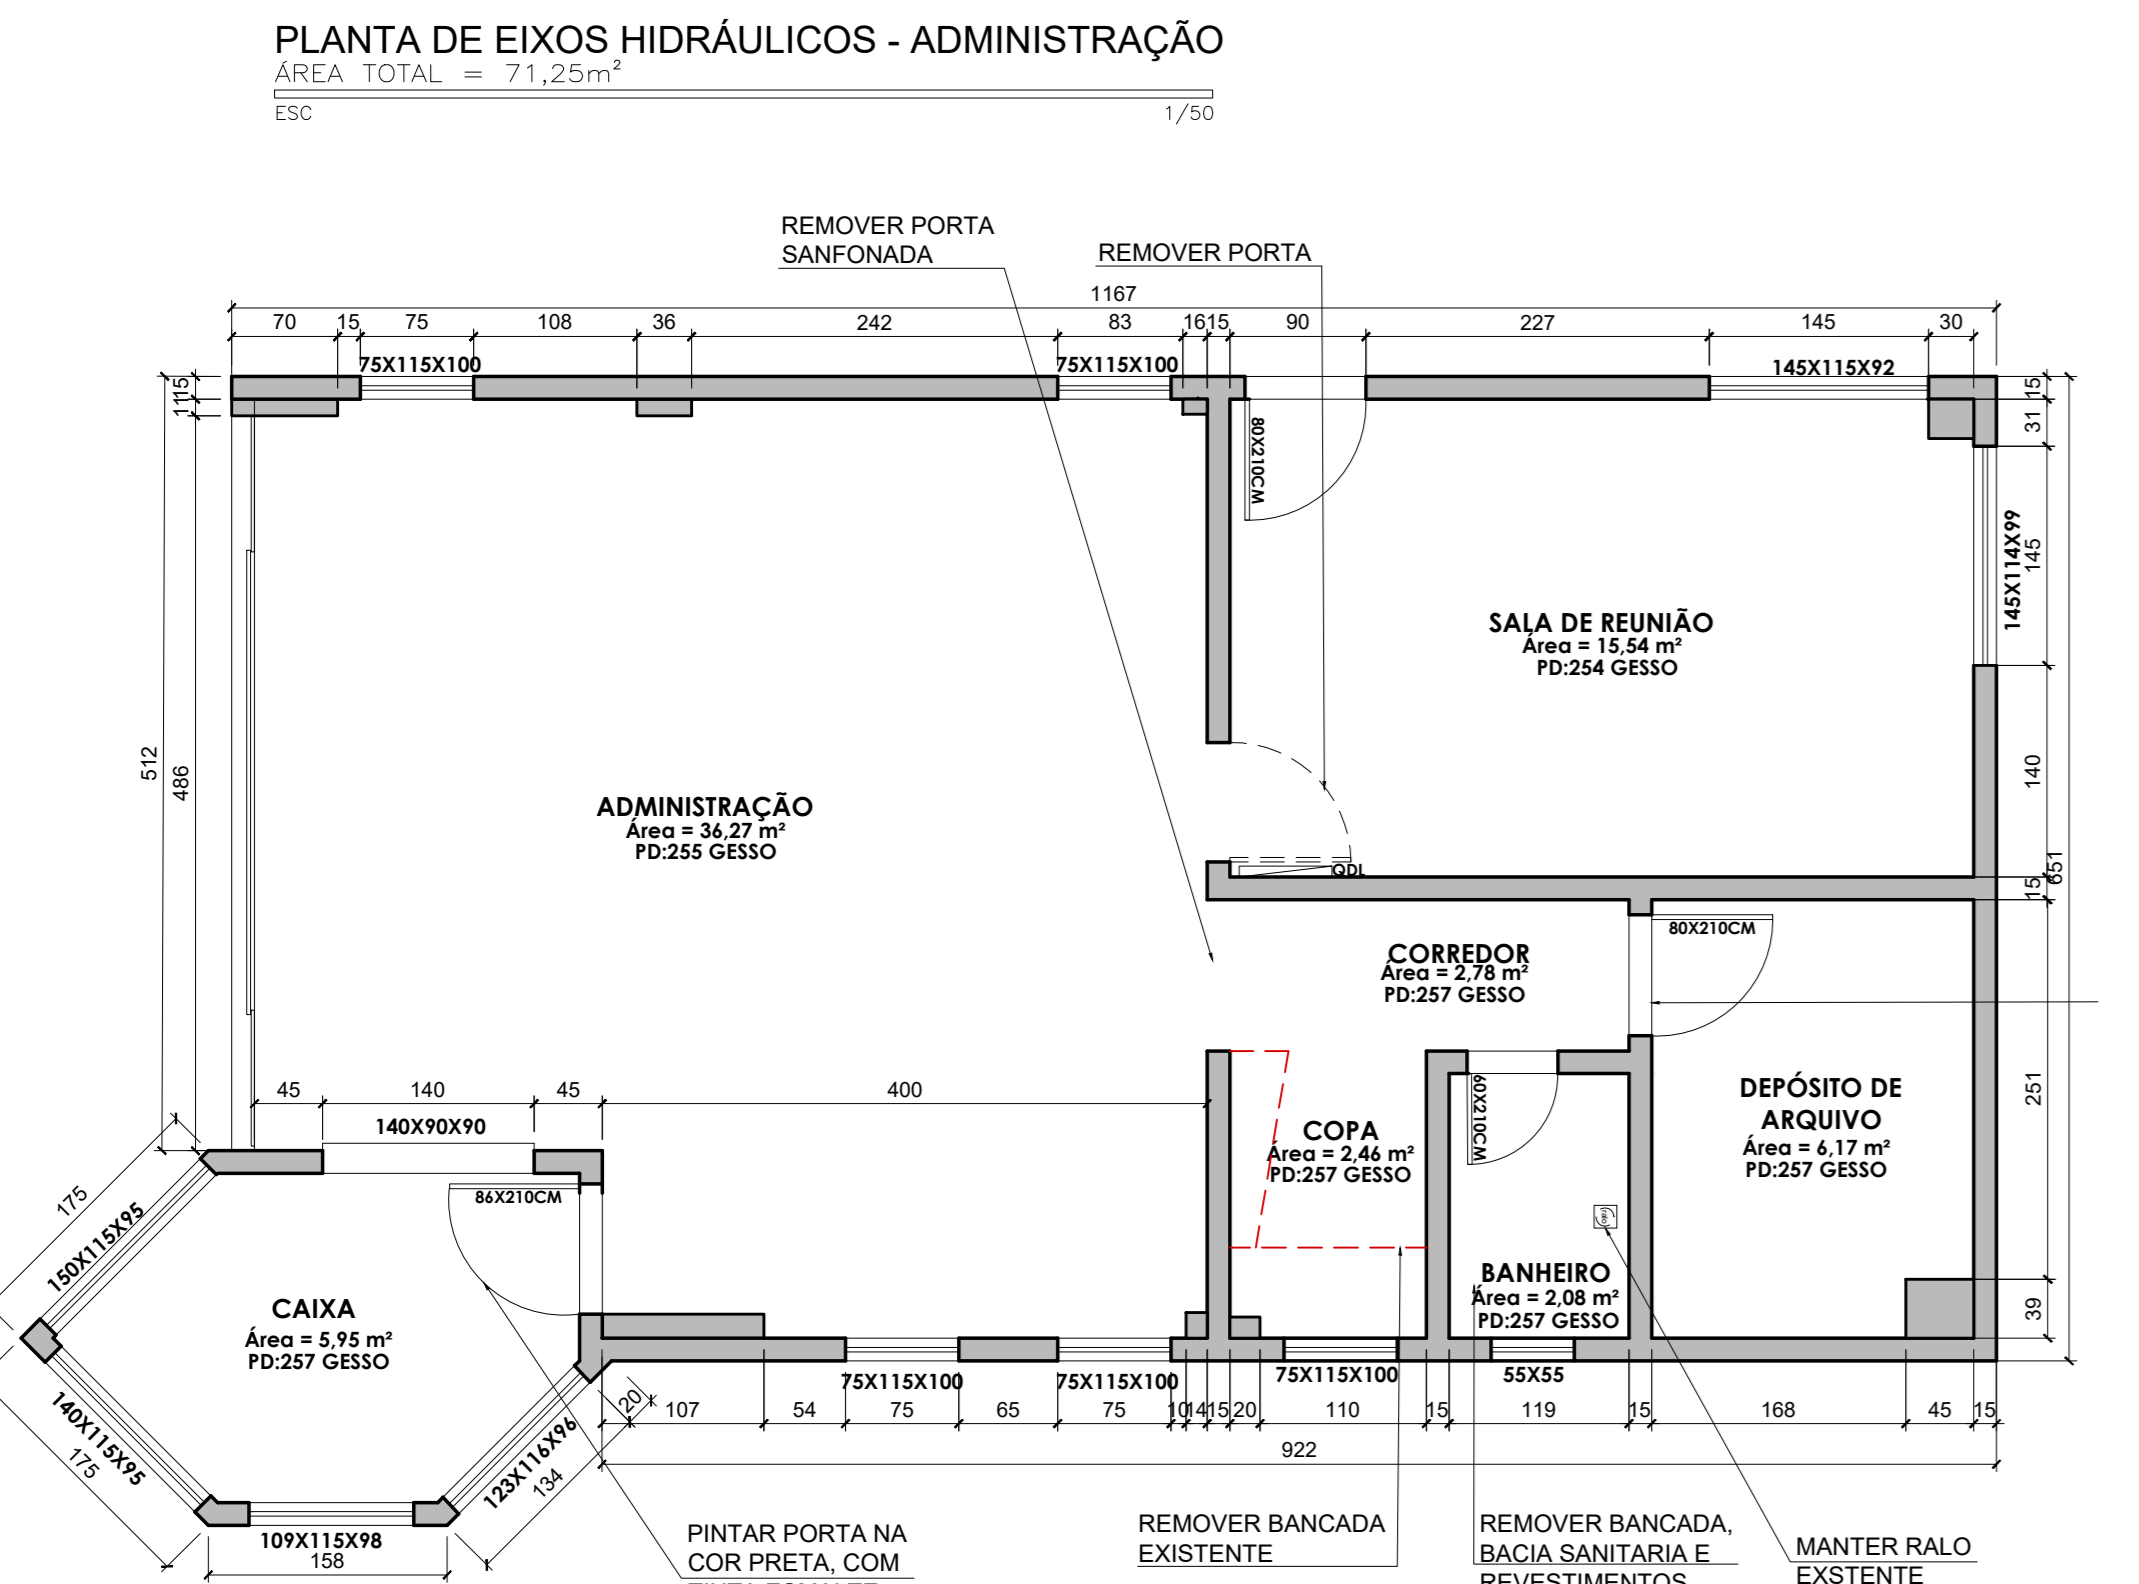 PLANTA DE EIXOS HIDRÁULICOS - ADMINISTRAÇÃO
ÁREA TOTAL = 71,25m²
ESC 1/50
REMOVER PORTA
SANFONADA
REMOVER PORTA
1167
70 15 75 108 36 242 83 16 15 90 227 145 30
75X115X100 75X115X100 145X115X92
15
11
512
486
80X210CM
15
31
145X114X99
145
140
15
651
251
39
SALA DE REUNIÃO
Área = 15,54 m²
PD:254 GESSO
ADMINISTRAÇÃO
Área = 36,27 m²
PD:255 GESSO
QDL
80X210CM
CORREDOR
Área = 2,78 m²
PD:257 GESSO
45 140 45 400
140X90X90
60X210CM
COPA
Área = 2,46 m²
PD:257 GESSO
DEPÓSITO DE
ARQUIVO
Área = 6,17 m²
PD:257 GESSO
86X210CM
175
150X115X95
(ralo)
BANHEIRO
Área = 2,08 m²
PD:257 GESSO
CAIXA
Área = 5,95 m²
PD:257 GESSO
75X115X100 75X115X100 75X115X100 55X55
140X115X95
175
123X116X96
134
20
107 54 75 65 75 10 14 15 20 110 15 119 15 168 45 15
922
109X115X98
158
PINTAR PORTA NA
COR PRETA, COM
REMOVER BANCADA
EXISTENTE
REMOVER BANCADA,
BACIA SANITARIA E
REVESTIMENTOS
MANTER RALO
EXSTENTE